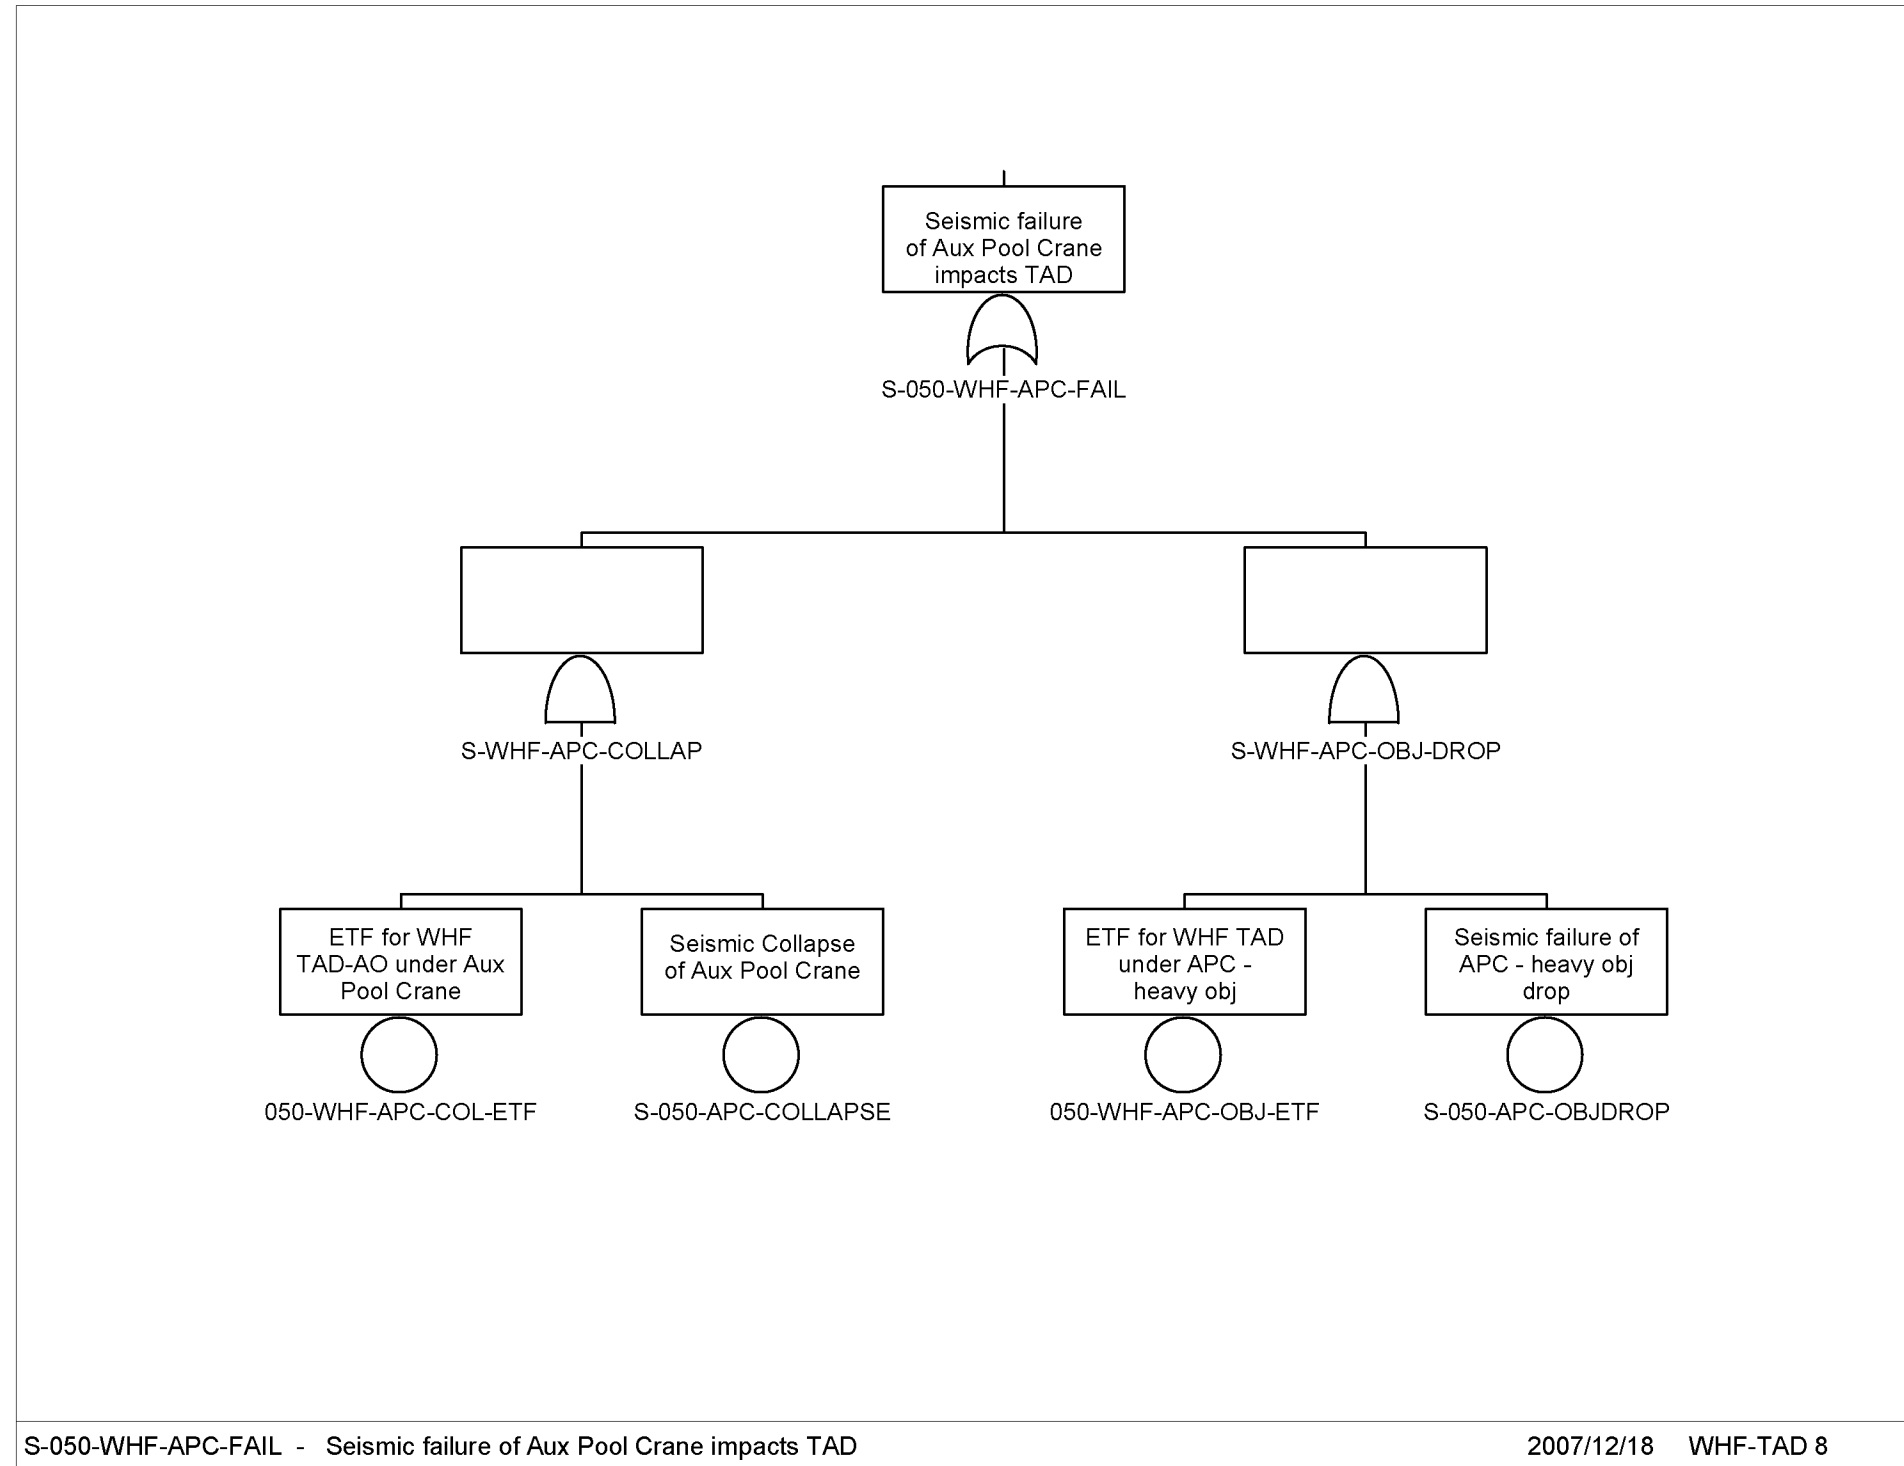 Seismic failure
of Aux Pool Crane
impacts TAD
S-050-WHF-APC-FAIL
S-WHF-APC-COLLAP
S-WHF-APC-OBJ-DROP
ETF for WHF
TAD-AO under Aux
Pool Crane
Seismic Collapse
of Aux Pool Crane
ETF for WHF TAD
under APC -
heavy obj
Seismic failure of
APC - heavy obj
drop
050-WHF-APC-COL-ETF
S-050-APC-COLLAPSE
050-WHF-APC-OBJ-ETF
S-050-APC-OBJDROP
S-050-WHF-APC-FAIL - Seismic failure of Aux Pool Crane impacts TAD
2007/12/18 WHF-TAD 8